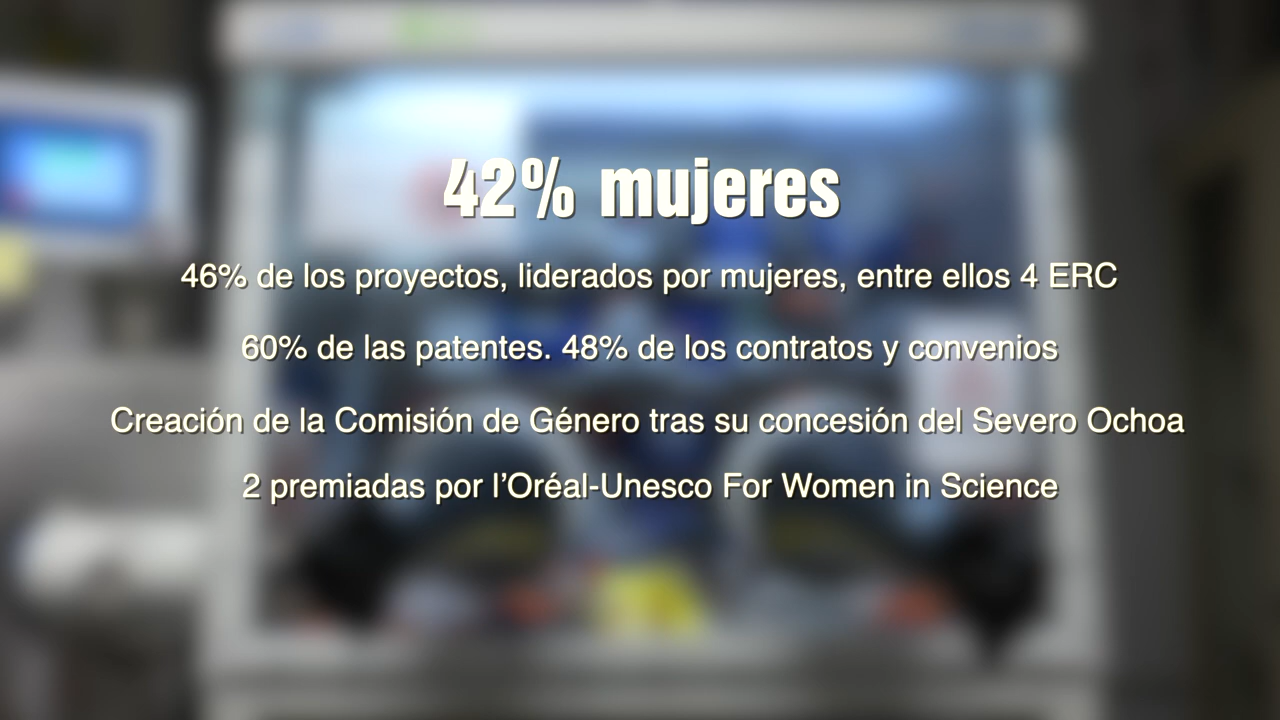 42% mujeres
46% de los proyectos, liderados por mujeres, entre ellos 4 ERC
60% de las patentes. 48% de los contratos y convenios
Creación de la Comisión de Género tras su concesión del Severo Ochoa
2 premiadas por l’Oréal-Unesco For Women in Science